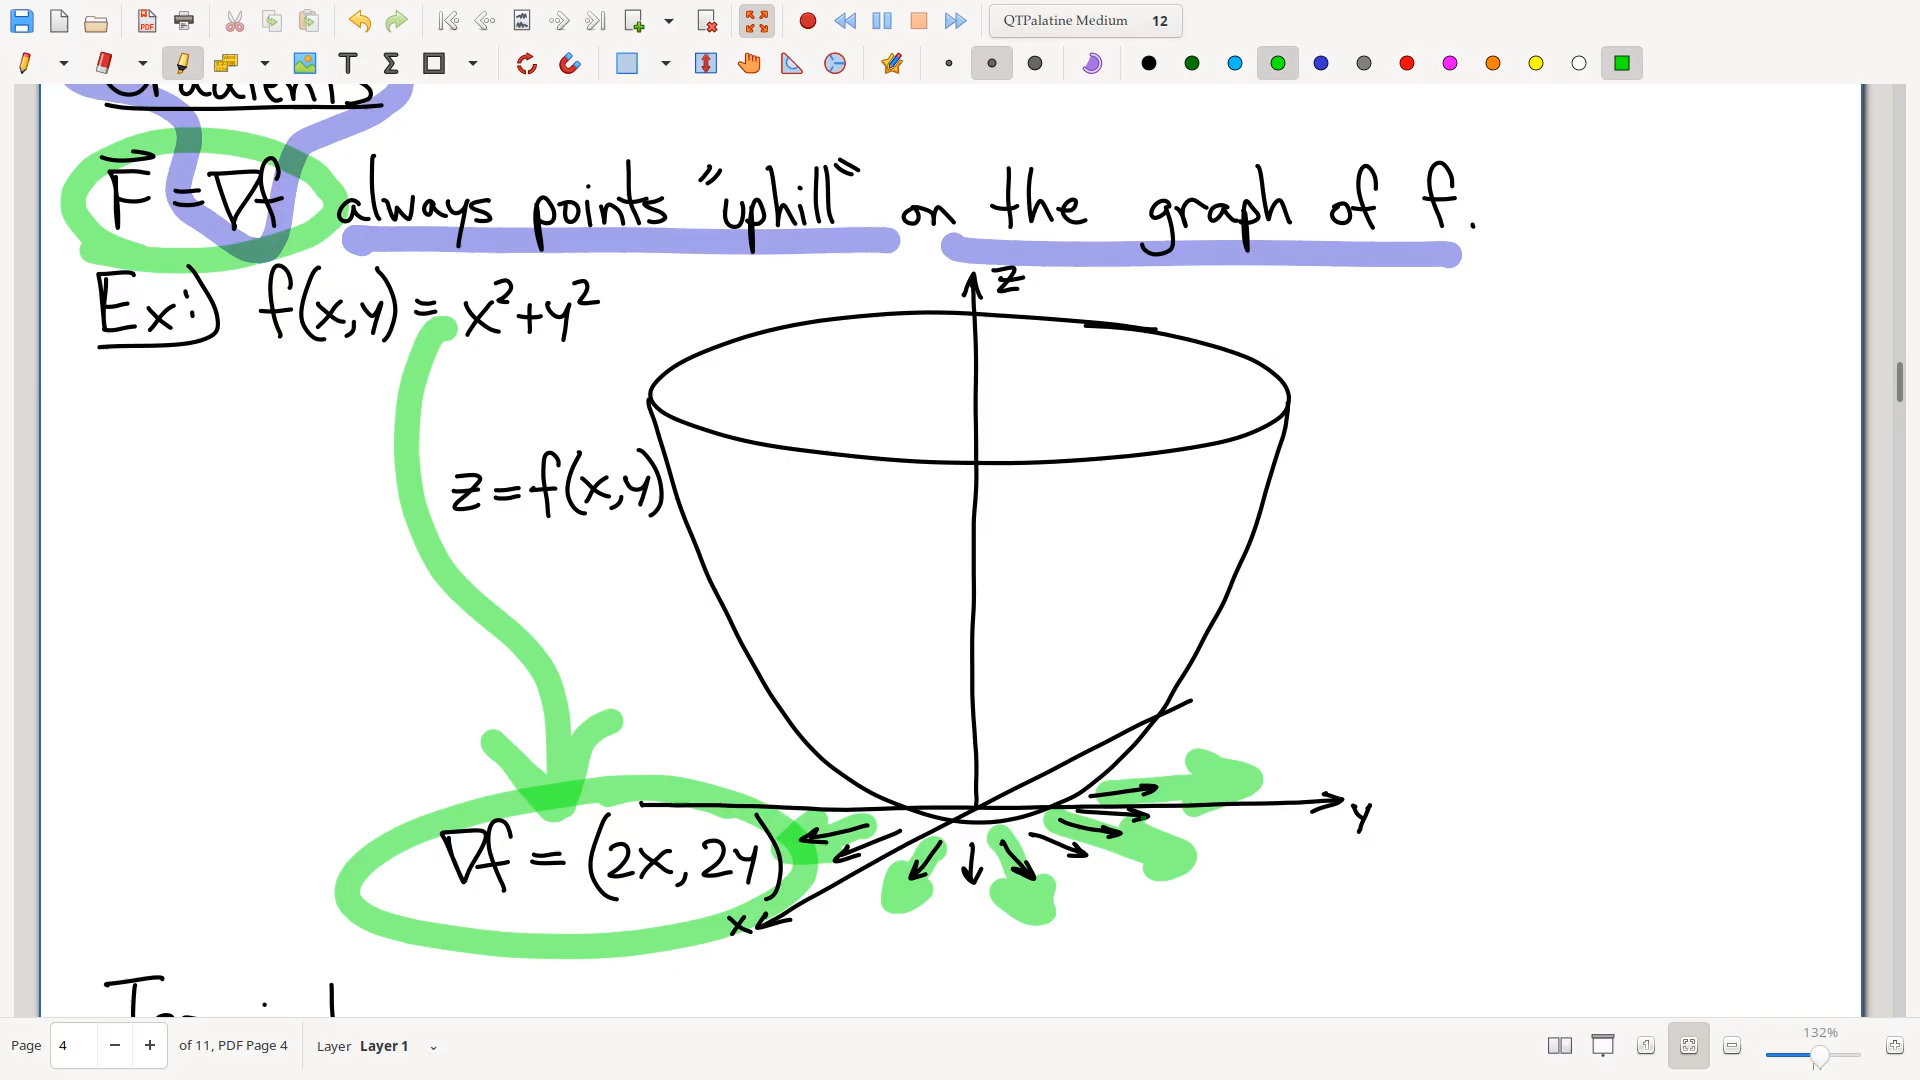 QTPalatine Medium 12
Gradients
F = ∇f always points "uphill" on the graph of f.
Ex:) f(x,y) = x²+y²
z
z=f(x,y)
y
∇f = (2x, 2y)
x
Page 4 of 11, PDF Page 4 Layer Layer 1 132%